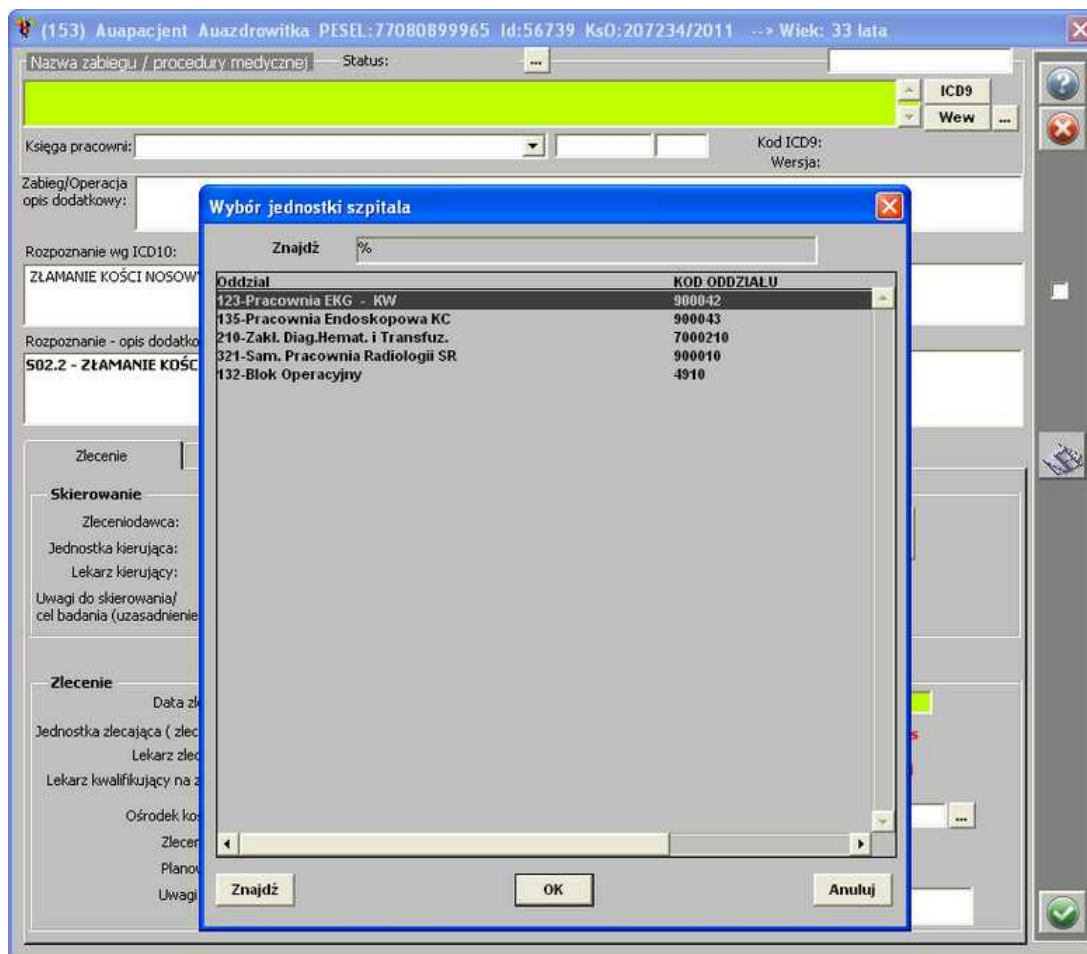 (153) Auapacjent Auazdrowitka PESEL:77080899965 Id:56739 KsO:207234/2011 --> Wiek: 33 lata
Nazwa zabiegu / procedury medycznej Status: ...
ICD9
Wew ...
Księga pracowni: Kod ICD9:
Wersja:
Zabieg/Operacja
opis dodatkowy:
Wybór jednostki szpitala
Znajdź %
Rozpoznanie wg ICD10:
ZŁAMANIE KOŚCI NOSOW
Oddzial KOD ODDZIALU
123-Pracownia EKG - KW 900042
135-Pracownia Endoskopowa KC 900043
210-Zakl. Diag.Hemat. i Transfuz. 7000210
321-Sam. Pracownia Radiologii SR 900010
132-Blok Operacyjny 4910
Rozpoznanie - opis dodatko
S02.2 - ZŁAMANIE KOŚC
Zlecenie
Skierowanie
Zleceniodawca:
Jednostka kierująca:
Lekarz kierujący:
Uwagi do skierowania/
cel badania (uzasadnienie
Zlecenie
Data zl
Jednostka zlecająca ( zlec
s
Lekarz zlec
Lekarz kwalifikujący na z
Ośrodek kos
...
Zlecen
Planow
Uwagi
Znajdź OK Anuluj